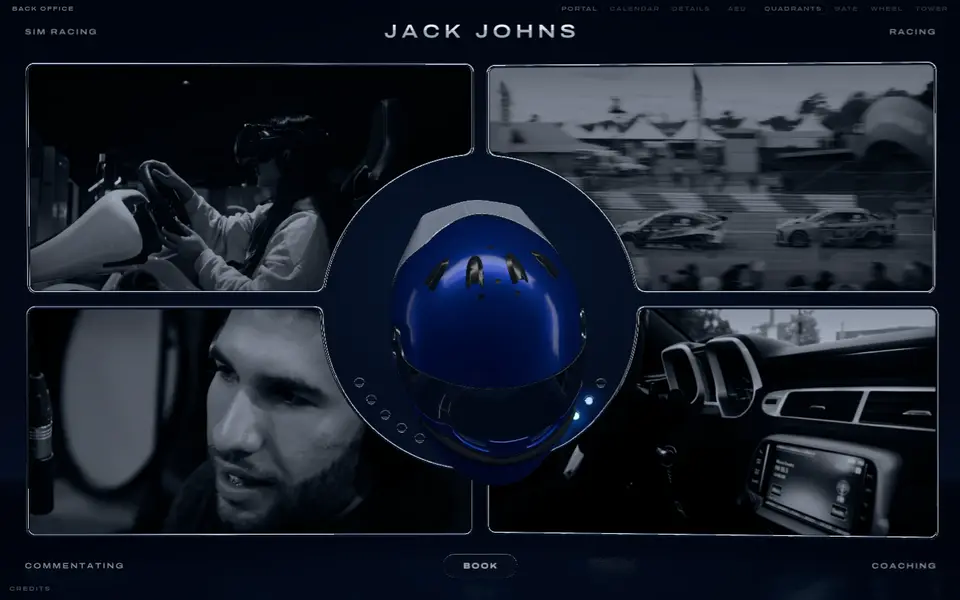 BACK OFFICE
PORTAL CALENDAR DETAILS ABU QUADRANTS GATE WHEEL TOWER
SIM RACING
JACK JOHNS
RACING
COMMENTATING
BOOK
COACHING
CREDITS